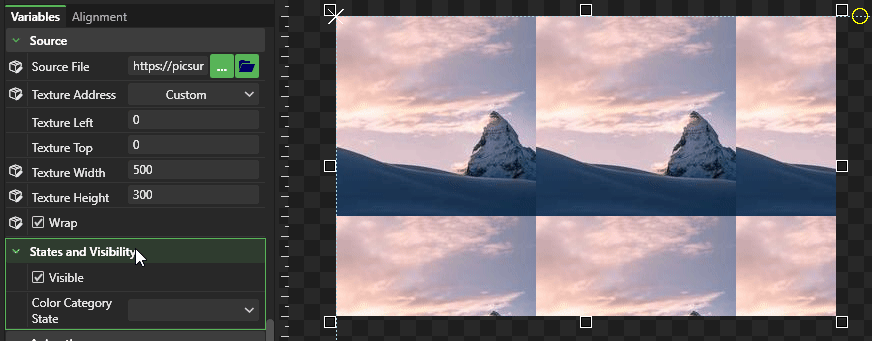 Variables Alignment
Source
Source File https://picsur ...
Texture Address Custom
Texture Left 0
Texture Top 0
Texture Width 500
Texture Height 300
Wrap
States and Visibility
Visible
Color Category
State